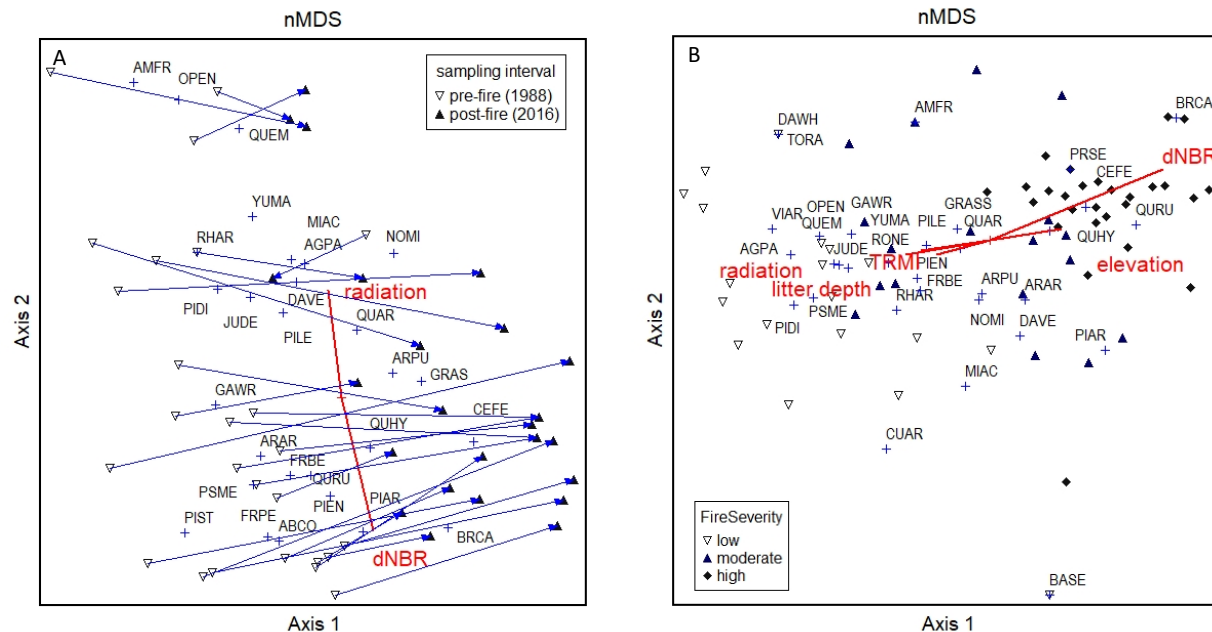 nMDS
A
AMFR
OPEN
QUEM
sampling interval
pre-fire (1988)
post-fire (2016)
YUMA
MIAC
RHAR
AGPA
NOMI
radiation
PIDI
DAVE
JUDE
PILE
QUAR
ARPU
GRAS
GAWR
CEFE
QUHY
ARAR
FRBE
PSME
QURU
PIEN
PIAR
PIST
FRPE
ABCO
BRCA
dNBR
Axis 2
Axis 1
nMDS
B
DAWH
TORA
AMFR
BRCA
PRSE
CEFE
dNBR
VIAR
OPEN
GAWR
GRASS
QUEM
YUMA
PILE
QUAR
QURU
AGPA
JUDE
RONE
QUHY
radiation
TRMI
PIEN
elevation
litter depth
FRBE
ARPU
ARAR
PSME
RHAR
PIDI
NOMI
DAVE
PIAR
MIAC
CUAR
FireSeverity
low
moderate
high
BASE
Axis 2
Axis 1